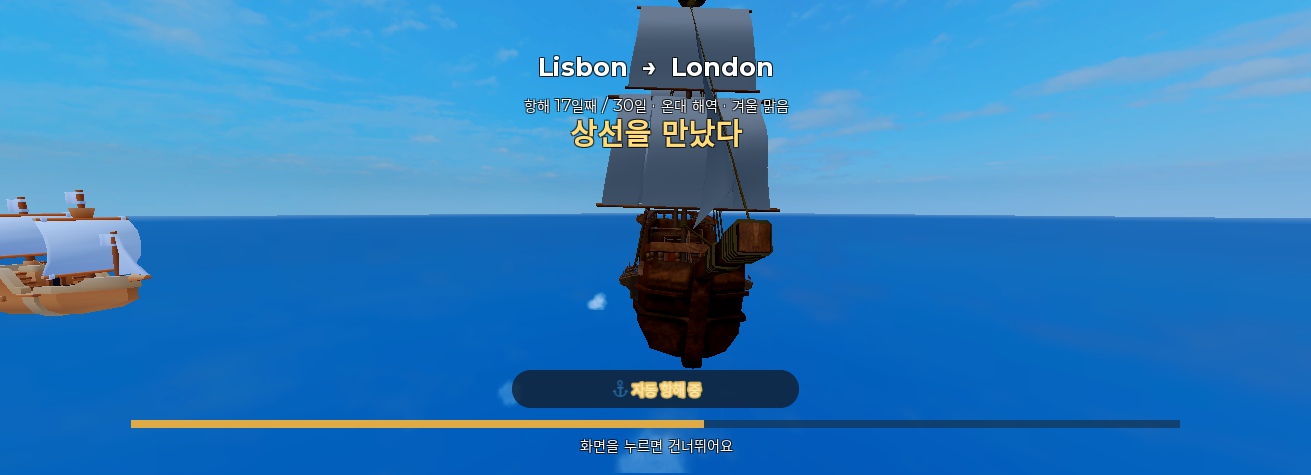 Lisbon → London
항해 17일째 / 30일 · 온대 해역 · 겨울 맑음
상선을 만났다
자동 항해 중
화면을 누르면 건너뛰어요